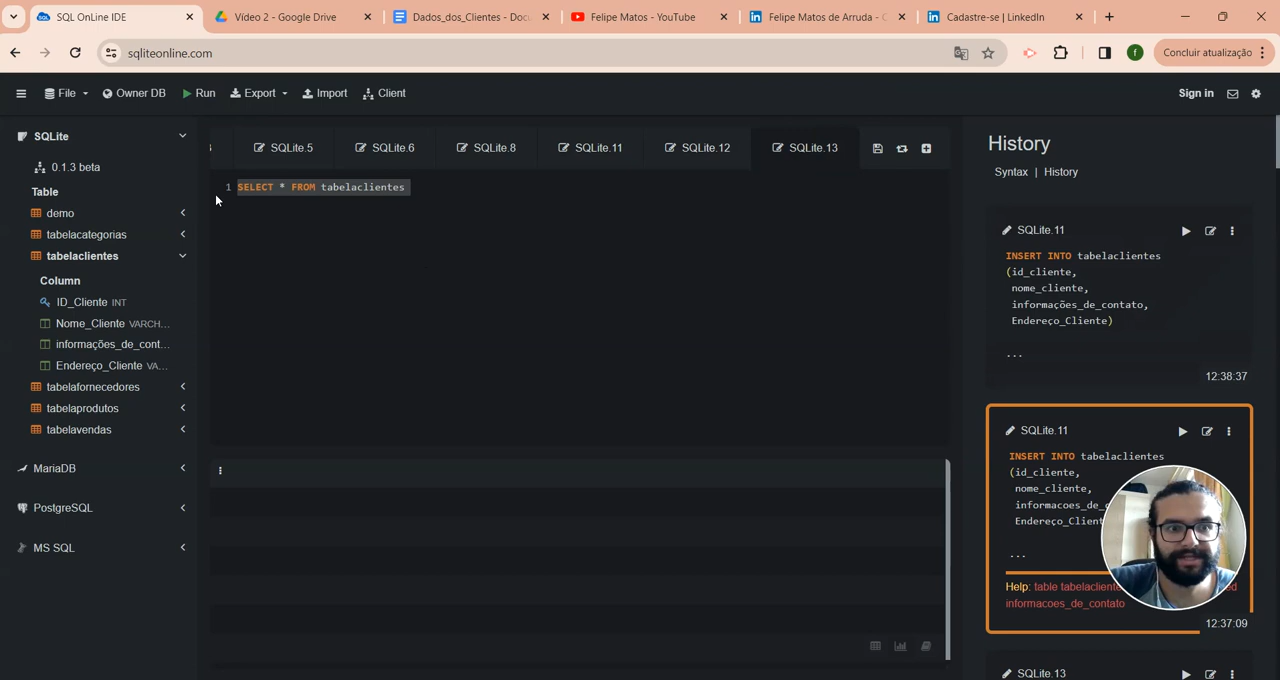 SQL OnLine IDE
Vídeo 2 - Google Drive
Dados_dos_Clientes - Docu
Felipe Matos - YouTube
Felipe Matos de Arruda - C
Cadastre-se | LinkedIn
sqliteonline.com
f
Concluir atualização
File
Owner DB
Run
Export
Import
Client
Sign in
SQLite
0.1.3 beta
Table
demo
tabelacategorias
tabelaclientes
Column
ID_Cliente INT
Nome_Cliente VARCH...
informações_de_cont...
Endereço_Cliente VA...
tabelafornecedores
tabelaprodutos
tabelavendas
MariaDB
PostgreSQL
MS SQL
SQLite.5
SQLite.6
SQLite.8
SQLite.11
SQLite.12
SQLite.13
1 SELECT * FROM tabelaclientes
History
Syntax | History
SQLite.11
INSERT INTO tabelaclientes
(id_cliente,
nome_cliente,
informações_de_contato,
Endereço_Cliente)
...
12:38:37
SQLite.11
INSERT INTO tabelaclientes
(id_cliente,
nome_cliente,
informacoes_de_
Endereço_Client
...
Help: table tabelacliente
informacoes_de_contato
12:37:09
SQLite.13